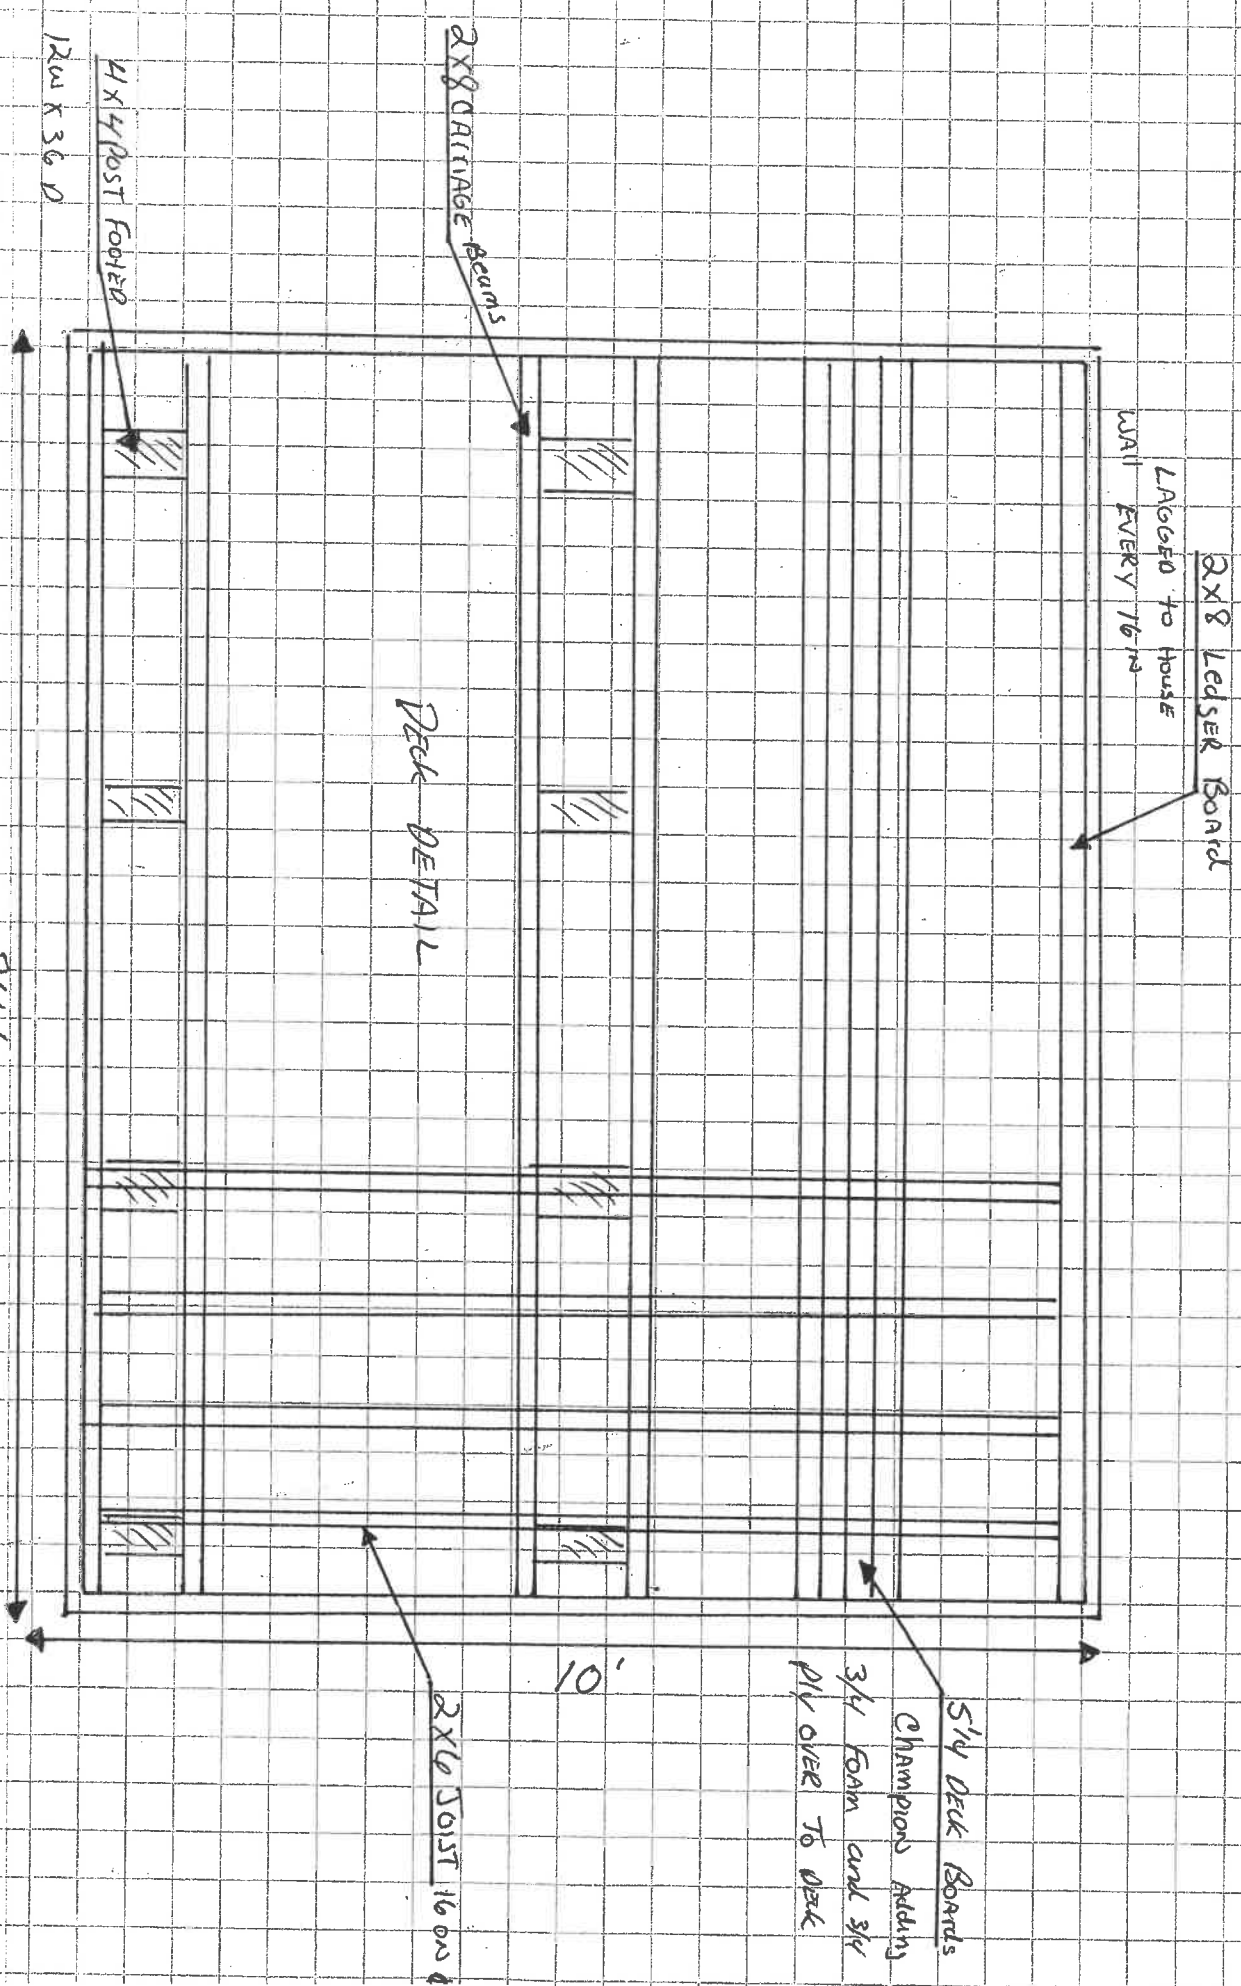 2x8 LedgER BOARd
LAGGED to HOUSE
WAll EVERY 16 IN
2x8 CARRIAGE Beams
4x4 POST FOOTED
12W x 36 D
DECK DETAIL
5/4 DECK BOARds
CHAMPION Adding
3/4 FOAM and 3/4
Ply OVER TO DECK
10'
2x6 JOIST 16 ON